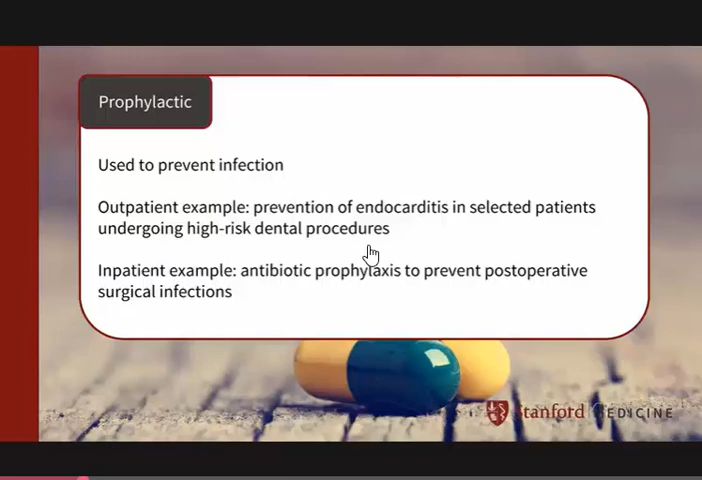 Prophylactic
Used to prevent infection
Outpatient example: prevention of endocarditis in selected patients
undergoing high-risk dental procedures
Inpatient example: antibiotic prophylaxis to prevent postoperative
surgical infections
Stanford MEDICINE